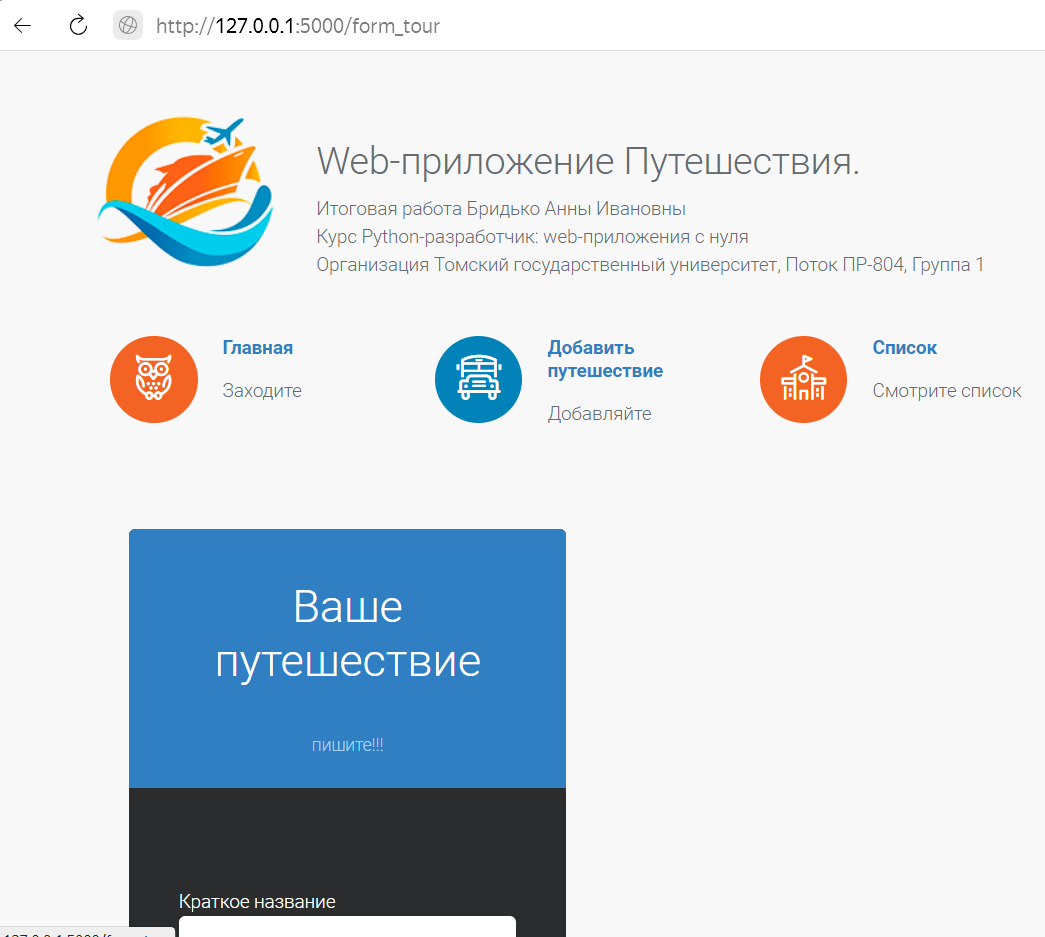 http://127.0.0.1:5000/form_tour
Web-приложение Путешествия.
Итоговая работа Бридько Анны Ивановны
Курс Python-разработчик: web-приложения с нуля
Организация Томский государственный университет, Поток ПР-804, Группа 1
Главная
Заходите
Добавить
путешествие
Добавляйте
Список
Смотрите список
Ваше
путешествие
пишите!!!
Краткое название